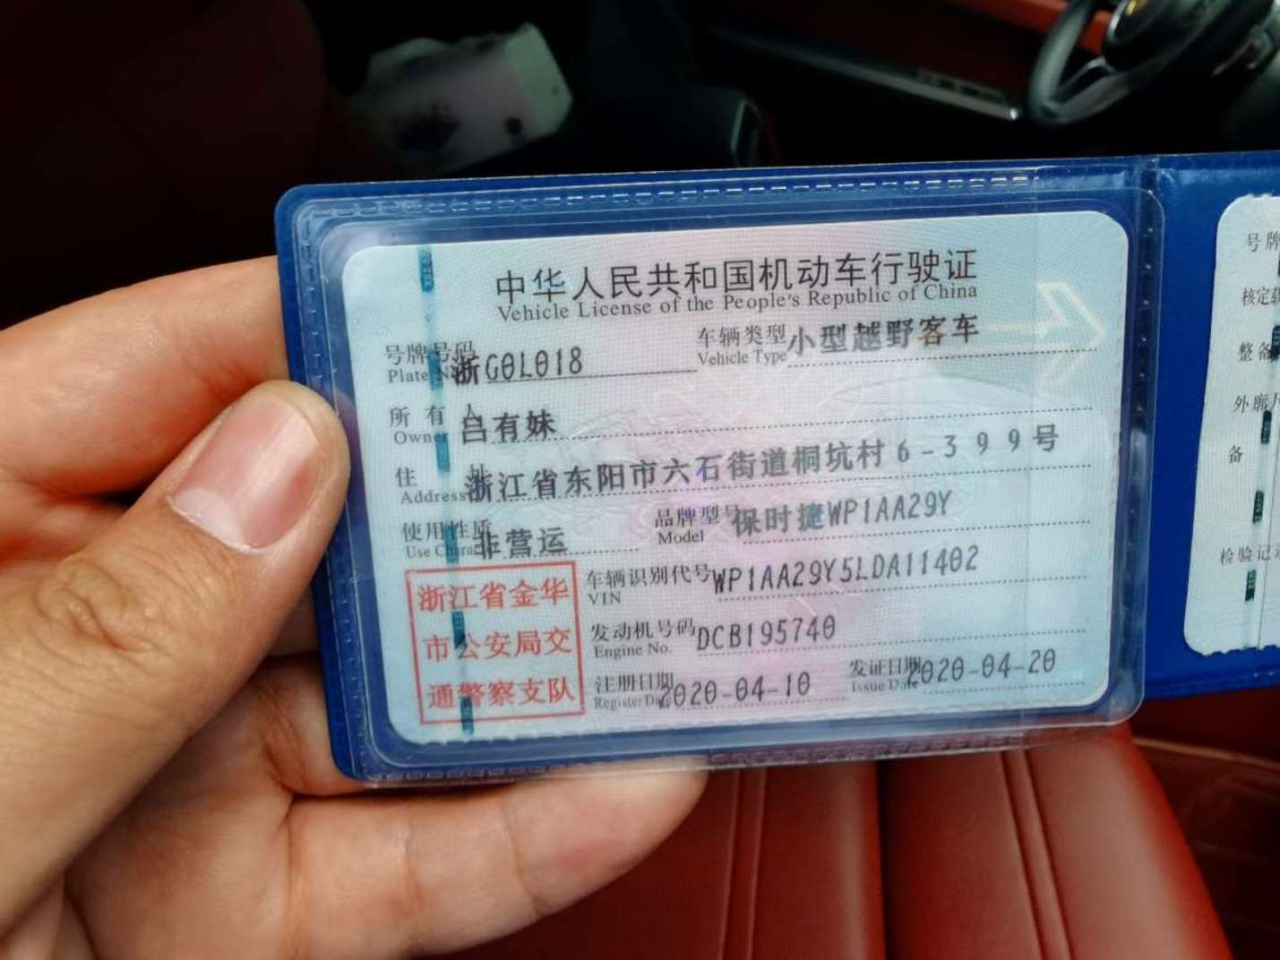 中华人民共和国机动车行驶证
Vehicle License of the People's Republic of China
号牌号码 浙G0L018 车辆类型 小型越野客车
Plate No. Vehicle Type
所有人 吕有妹
Owner
住址 浙江省东阳市六石街道桐坑村6-399号
Address
使用性质 非营运 品牌型号 保时捷WP1AA29Y
Use Character Model
浙江省金华
市公安局交
通警察支队
车辆识别代号 WP1AA29Y5LDA11402
VIN
发动机号码 DCB195740
Engine No.
注册日期 2020-04-10 发证日期 2020-04-20
Register Date Issue Date
号牌
核定载
整备
外廓尺
备
检验记